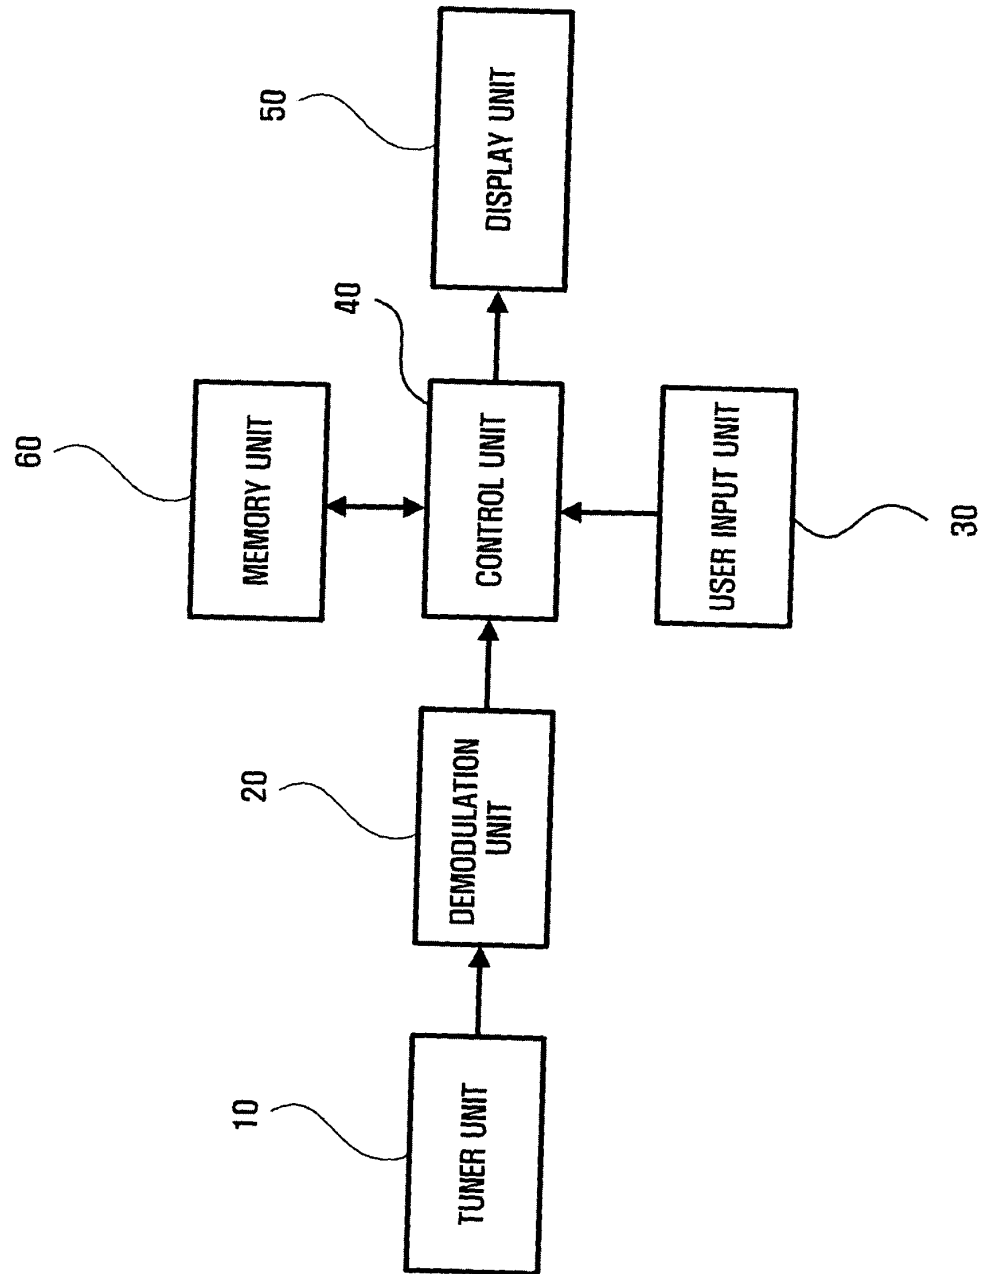 60
MEMORY UNIT
10
TUNER UNIT
20
DEMODULATION
UNIT
40
CONTROL UNIT
50
DISPLAY UNIT
USER INPUT UNIT
30